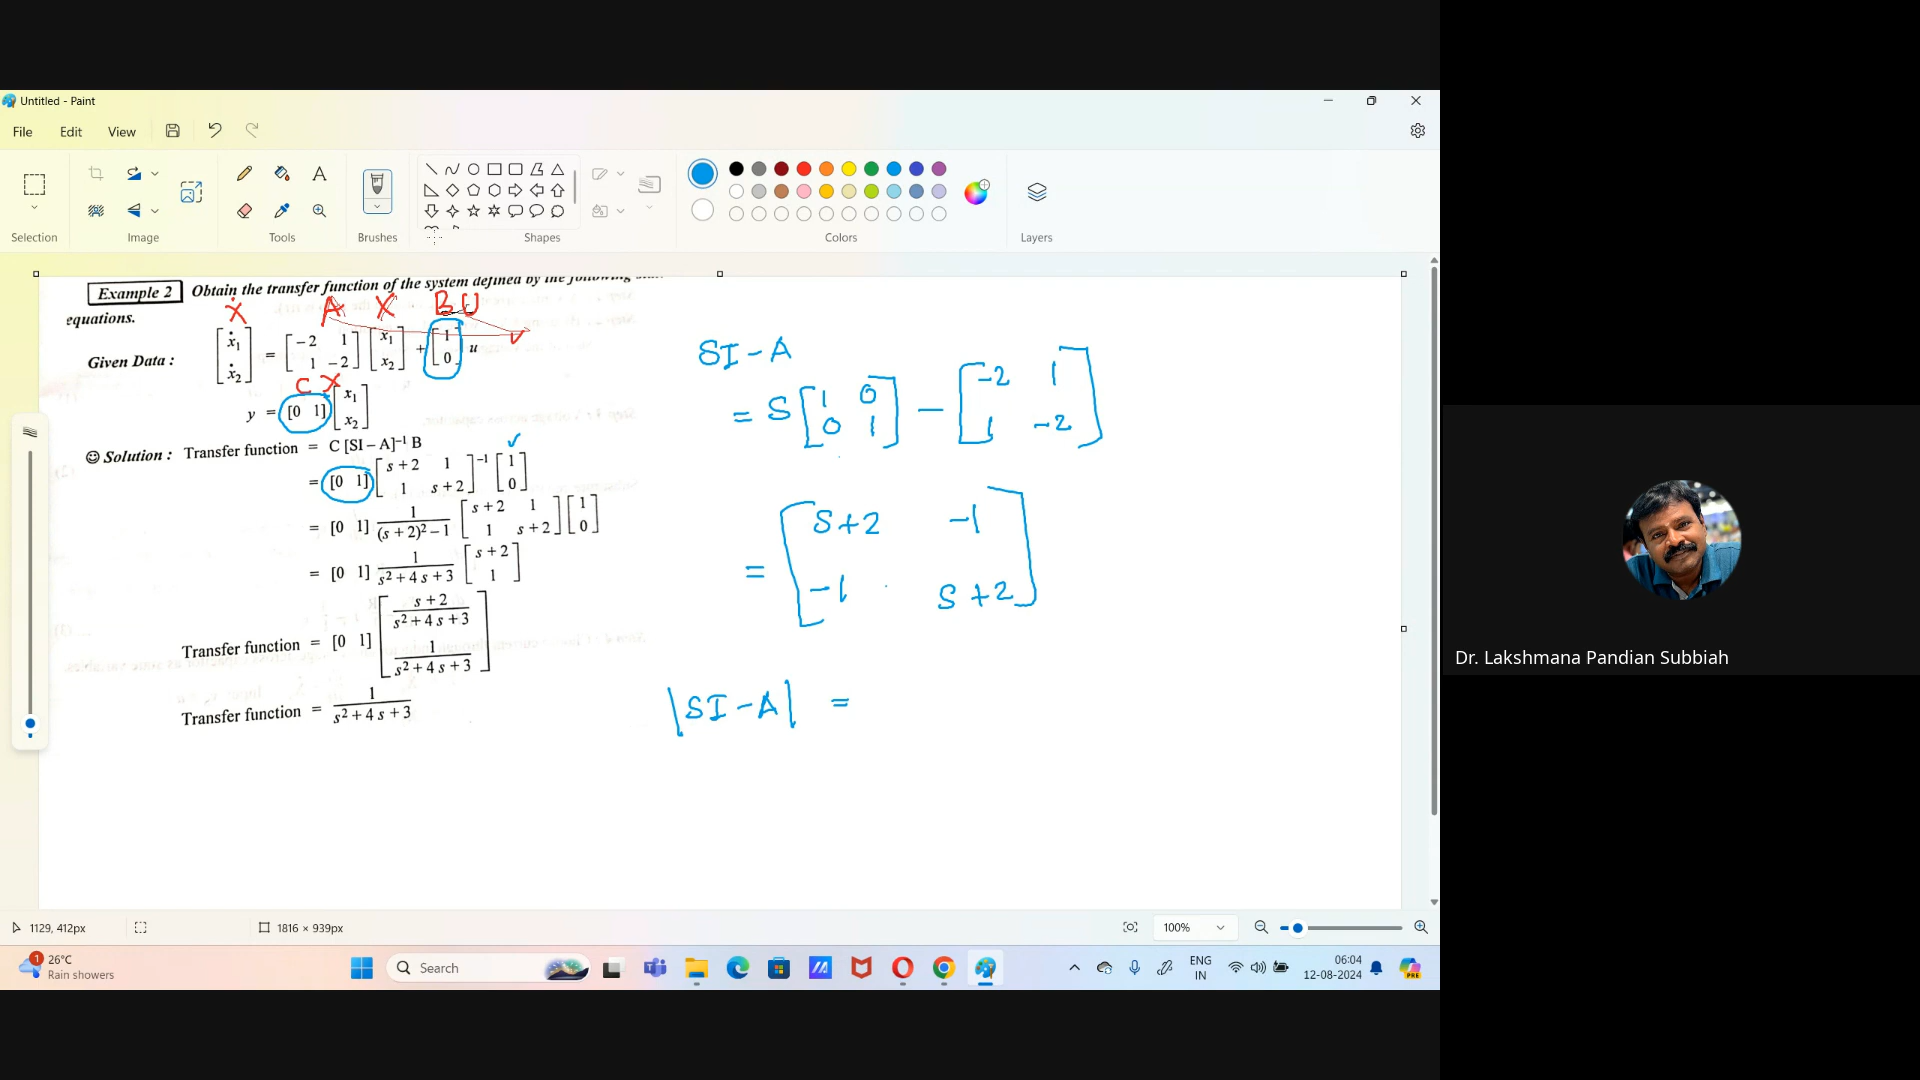 Untitled - Paint
File Edit View
Selection Image Tools Brushes Shapes Colors Layers
Example 2 Obtain the transfer function of the system defined by the following
equations.
Ẋ A X B U
Given Data : [ẋ1 ẋ2] = [-2 1; 1 -2] [x1 x2] + [1 0] u ✓
C X
y = [0 1] [x1 x2]
☺ Solution : Transfer function = C [SI – A]⁻¹ B ✓
= [0 1] [s+2 1; 1 s+2]⁻¹ [1 0]
= [0 1] 1/((s+2)² – 1) [s+2 1; 1 s+2] [1 0]
= [0 1] 1/(s² + 4 s + 3) [s+2 1]
Transfer function = [0 1] [(s+2)/(s² + 4 s + 3) 1/(s² + 4 s + 3)]
Transfer function = 1/(s² + 4 s + 3)
SI - A
= S [1 0; 0 1] - [-2 1; 1 -2]
= [S+2 -1; -1 S+2]
|SI - A| =
Dr. Lakshmana Pandian Subbiah
1129, 412px 1816 × 939px 100%
1 26°C
Rain showers
Search
ENG
IN
06:04
12-08-2024
PRE